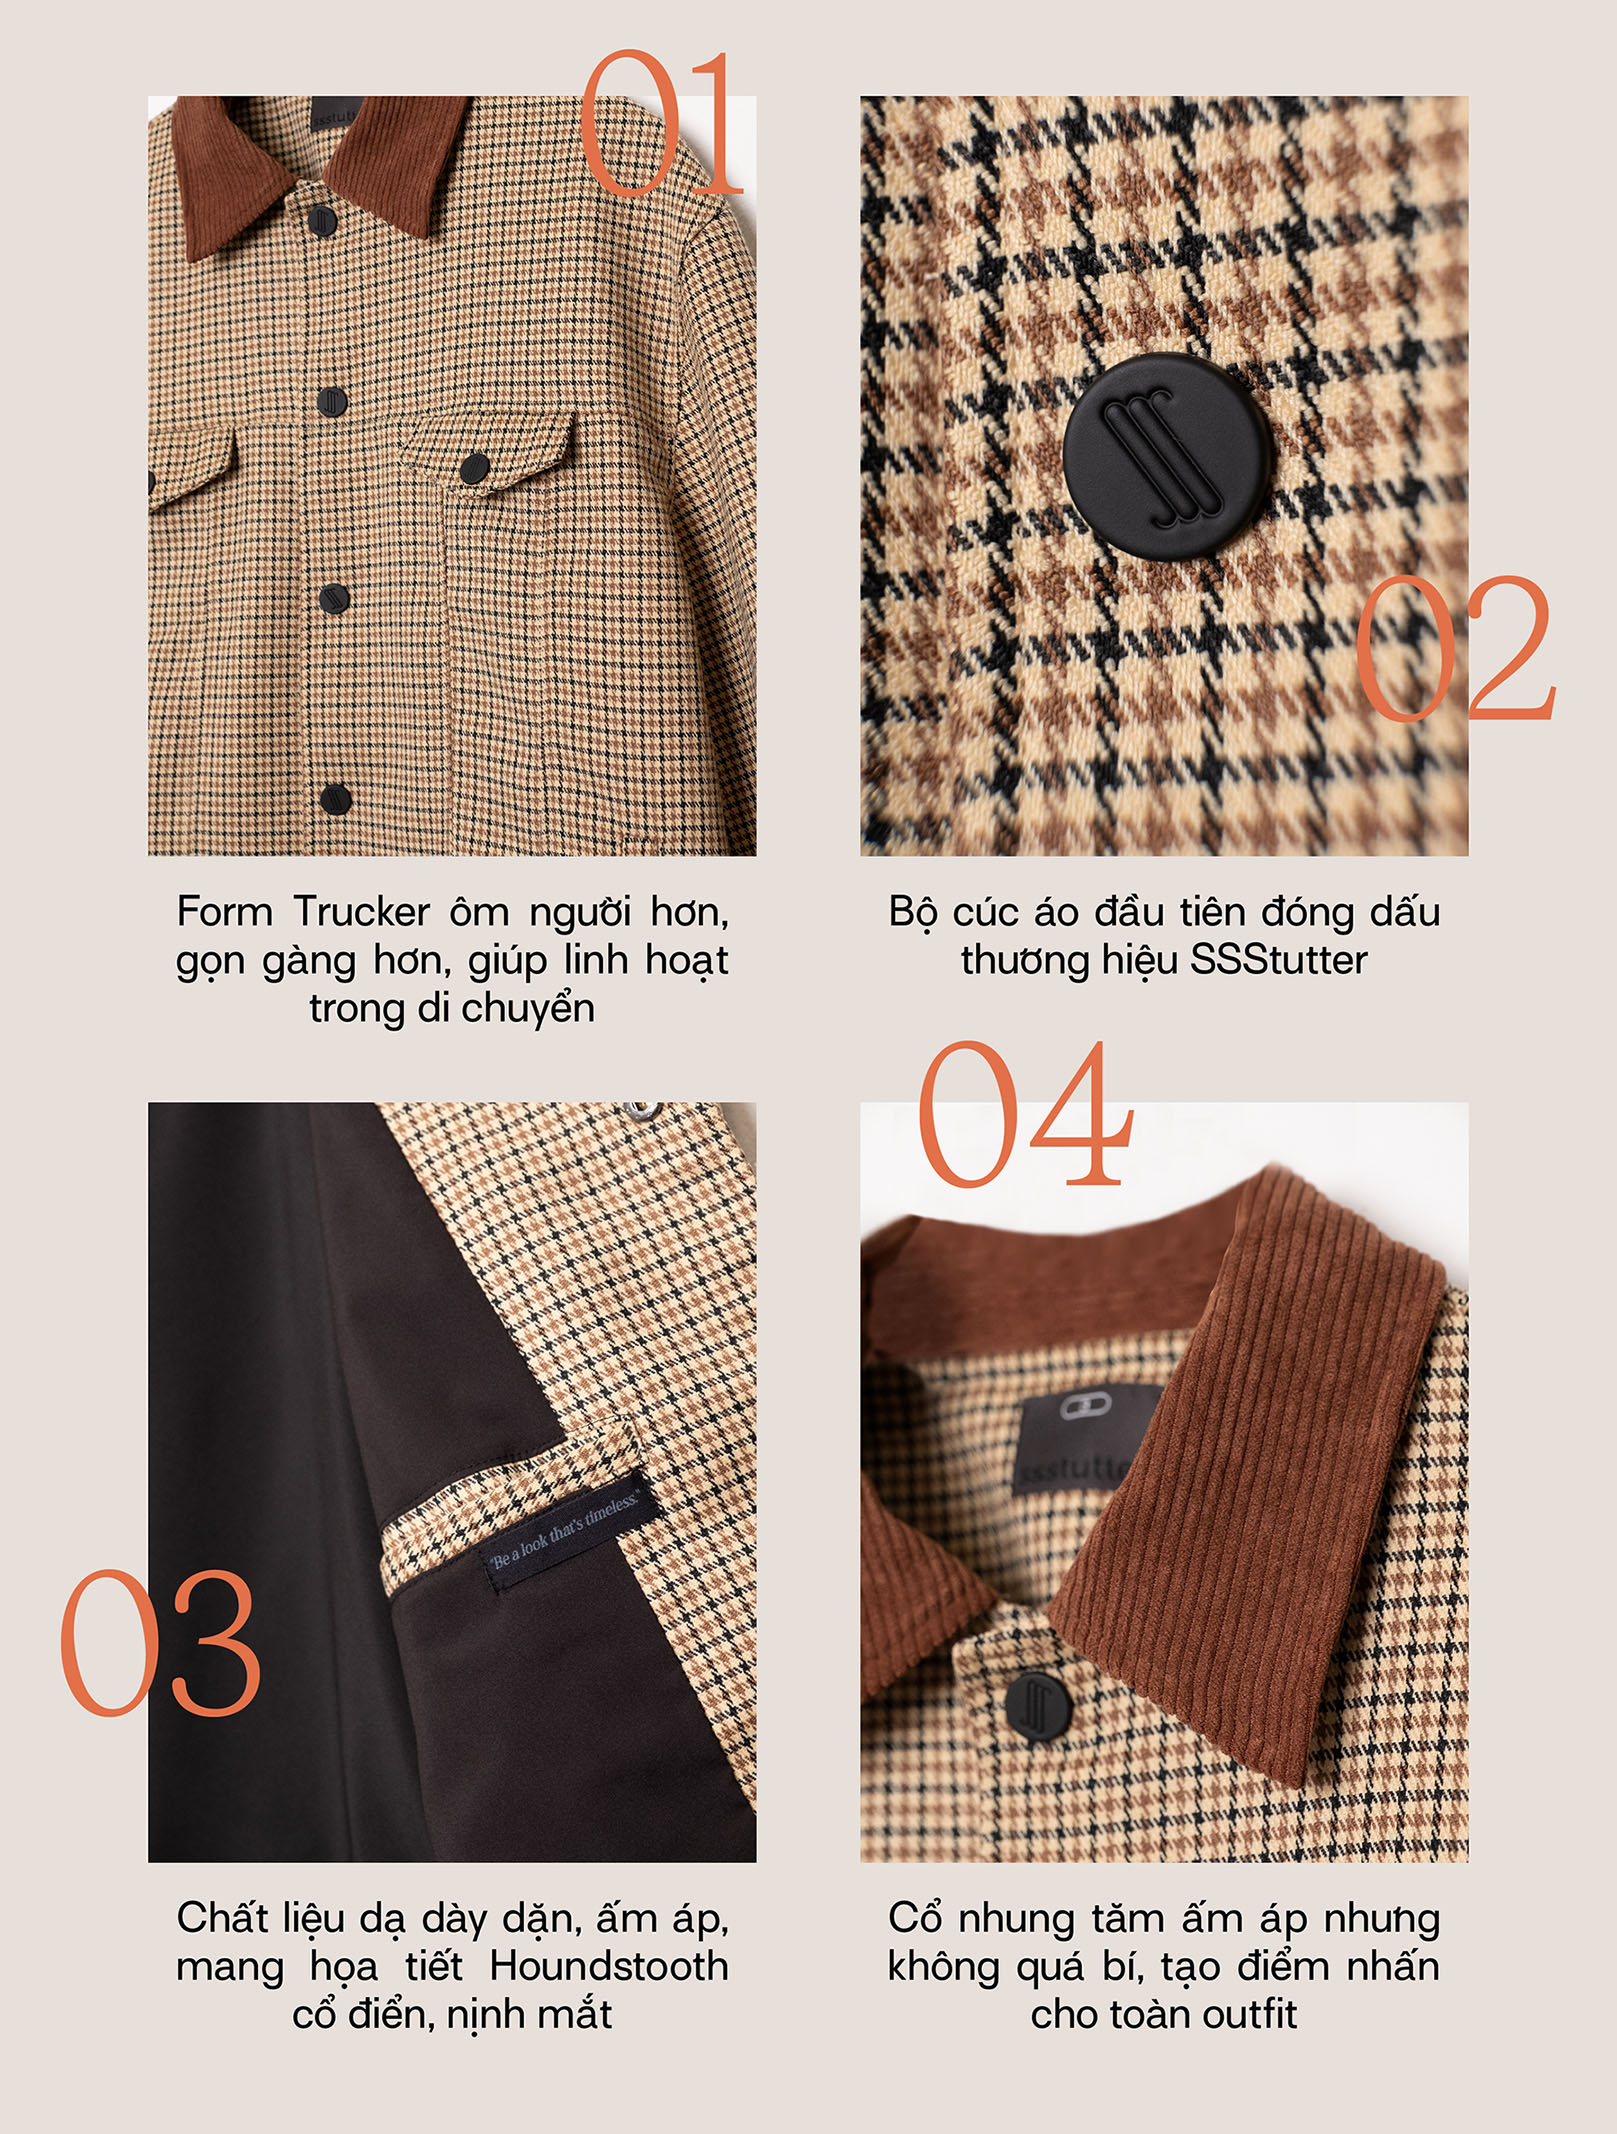 01
ssstutt
Form Trucker ôm người hơn,
gọn gàng hơn, giúp linh hoạt
trong di chuyển
02
Bộ cúc áo đầu tiên đóng dấu
thương hiệu SSStutter
03
"Be a look that's timeless."
Chất liệu dạ dày dặn, ấm áp,
mang họa tiết Houndstooth
cổ điển, nịnh mắt
04
ssstutte
Cổ nhung tăm ấm áp nhưng
không quá bí, tạo điểm nhấn
cho toàn outfit